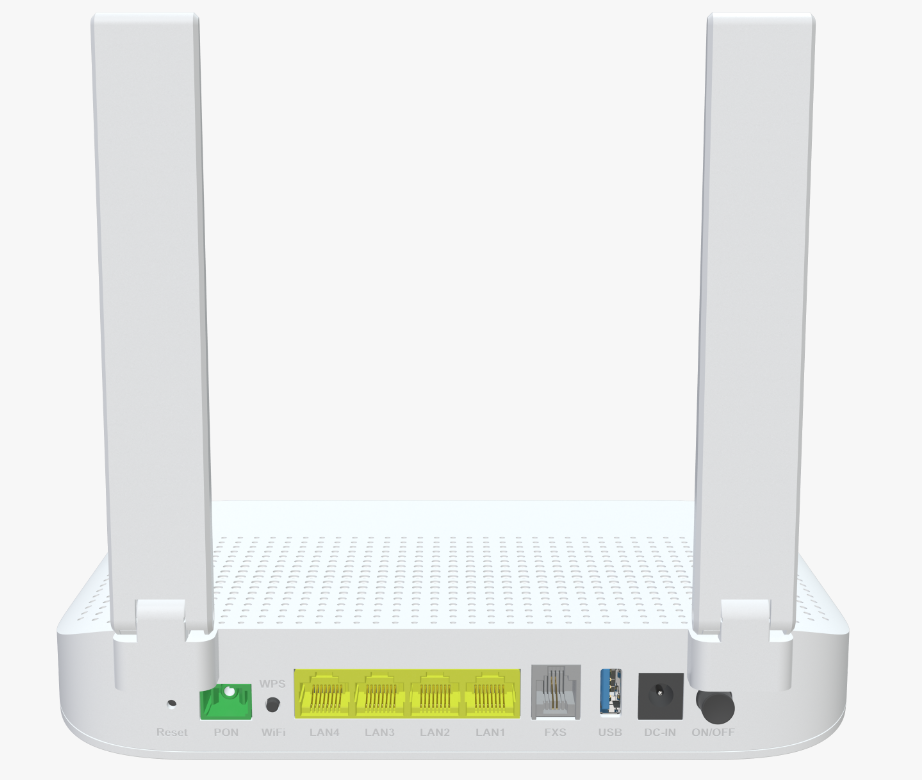 WPS
Reset PON WiFi LAN4 LAN3 LAN2 LAN1 FXS USB DC-IN ON/OFF